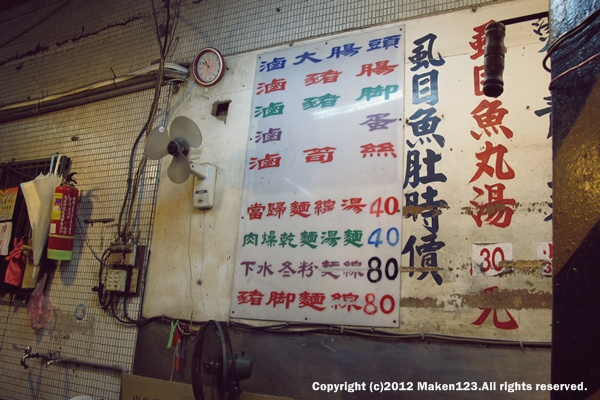 滷大腸頭
滷豬腸
滷豬腳
滷蛋
滷荀絲
當歸麵線湯40
肉燥乾麵湯麵40
下水冬粉麵線80
豬腳麵線80
虱目魚肚時價
虱目魚丸湯
30元
Copyright (c)2012 Maken123.All rights reserved.